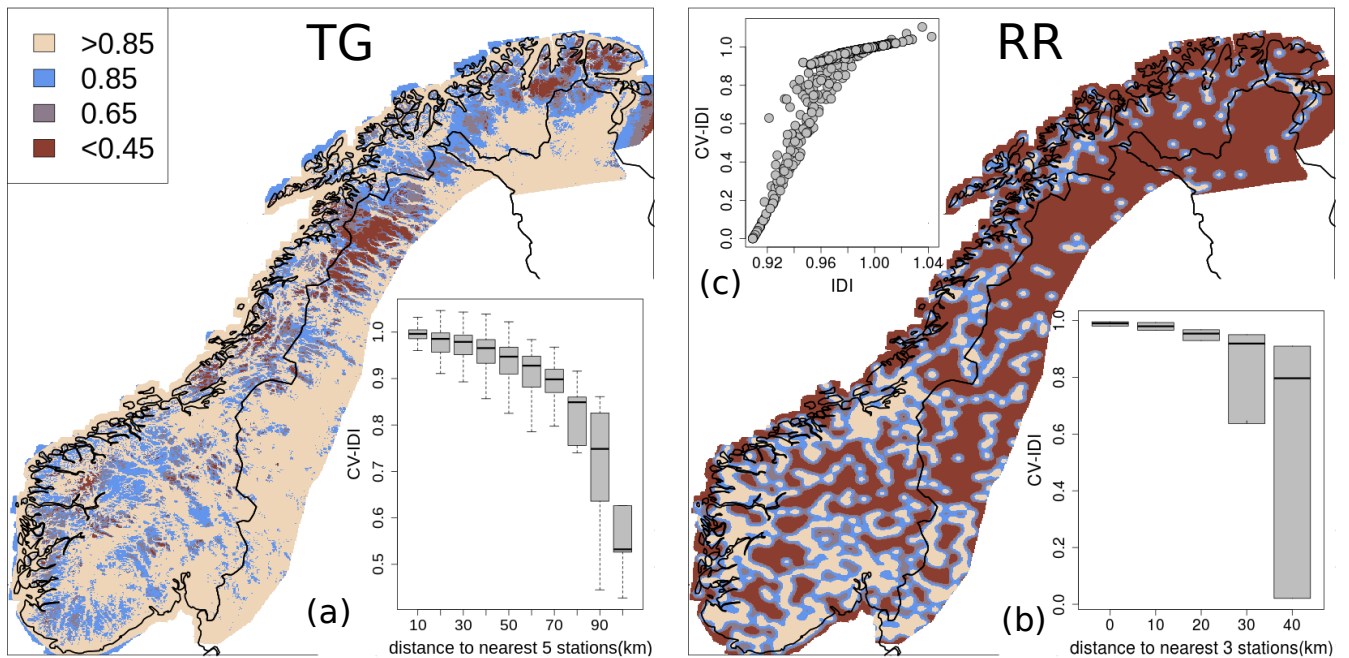 TG
>0.85
0.85
0.65
<0.45
CV-IDI
1.0
0.9
0.8
0.7
0.6
0.5
10 30 50 70 90
distance to nearest 5 stations(km)
(a)
RR
CV-IDI
1.0
0.8
0.6
0.4
0.2
0.0
0.92 0.96 1.00 1.04
IDI
(c)
CV-IDI
1.0
0.8
0.6
0.4
0.2
0.0
0 10 20 30 40
distance to nearest 3 stations(km)
(b)